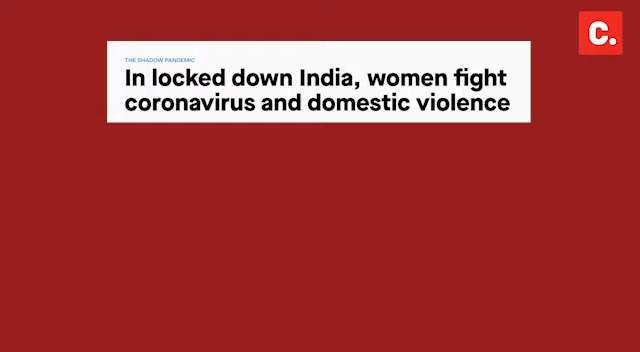 C.
THE SHADOW PANDEMIC
In locked down India, women fight
coronavirus and domestic violence